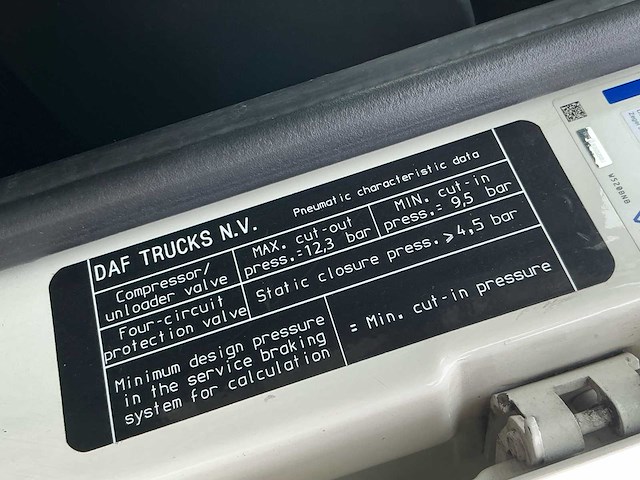 DAF TRUCKS N.V. Pneumatic characteristic data
Compressor/
unloader valve
MAX. cut-out
press.=12,3 bar
MIN. cut-in
press.= 9,5 bar
Four-circuit
protection valve
Static closure press.⩾4,5 bar
Minimum design pressure
in the service braking
system for calculation
= Min. cut-in pressure